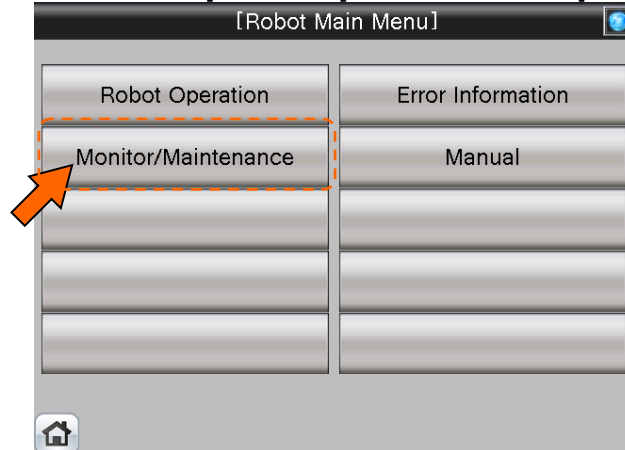 [Robot Main Menu]
Robot Operation
Error Information
Monitor/Maintenance
Manual